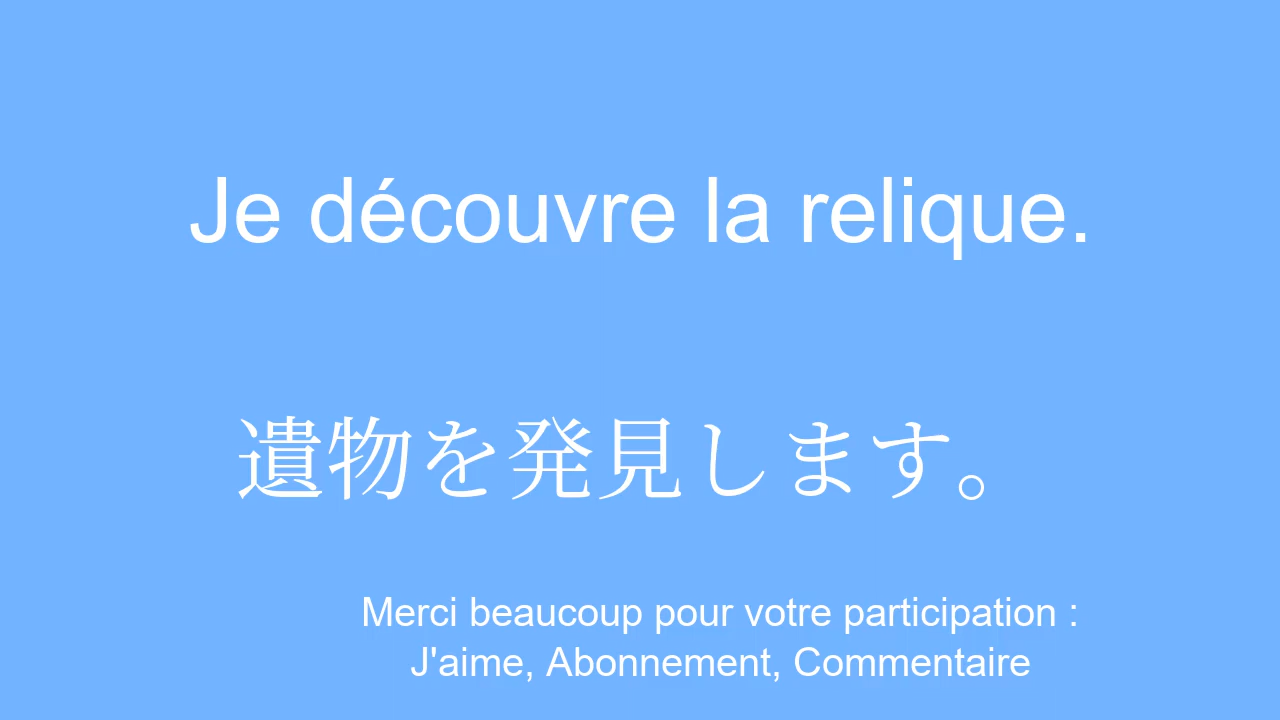 Je découvre la relique.
遺物を発見します。
Merci beaucoup pour votre participation :
J'aime, Abonnement, Commentaire